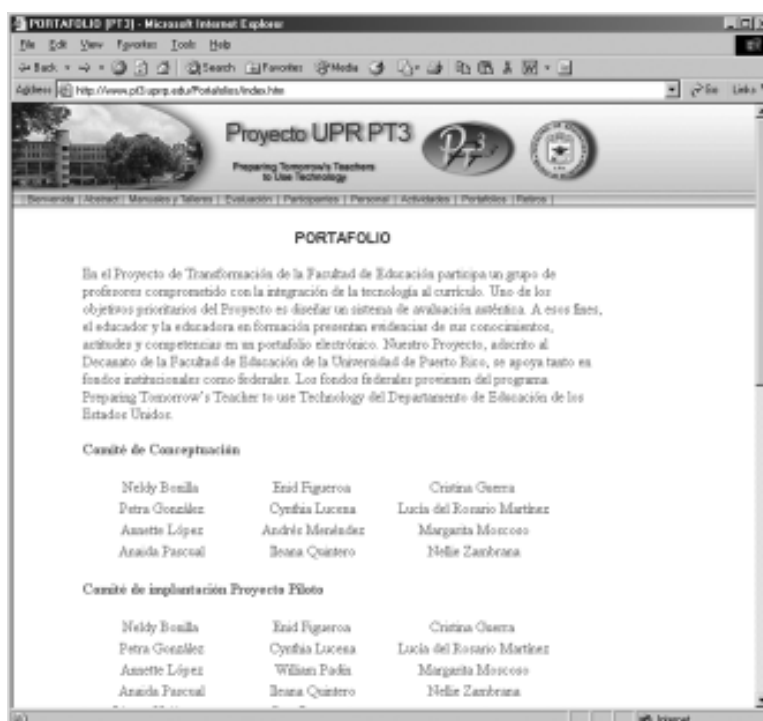 PORTAFOLIO [PT3] - Microsoft Internet Explorer
File Edit View Favorites Tools Help
Back Search Favorites Media
Address http://www.pt3.uprrp.edu/Portafolios/index.htm Go Links
Proyecto UPR PT3
Preparing Tomorrow's Teachers
to Use Technology
PT3
Bienvenida | Abstract | Manuales y Talleres | Evaluación | Participantes | Personal | Actividades | Portafolios | Retiros |
PORTAFOLIO
En el Proyecto de Transformación de la Facultad de Educación participa un grupo de
profesores comprometido con la integración de la tecnología al currículo. Uno de los
objetivos prioritarios del Proyecto es diseñar un sistema de avaluación auténtica. A esos fines,
el educador y la educadora en formación presentan evidencias de sus conocimientos,
actitudes y competencias en un portafolio electrónico. Nuestro Proyecto, adscrito al
Decanato de la Facultad de Educación de la Universidad de Puerto Rico, se apoya tanto en
fondos institucionales como federales. Los fondos federales provienen del programa
Preparing Tomorrow's Teacher to use Technology del Departamento de Educación de los
Estados Unidos.
Comité de Conceptuación
Neldy Bonilla Enid Figueroa Cristina Guerra
Petra González Cynthia Lucena Lucía del Rosario Martínez
Annette López Andrés Menéndez Margarita Moscoso
Anaida Pascual Ileana Quintero Nellie Zambrana
Comité de implantación Proyecto Piloto
Neldy Bonilla Enid Figueroa Cristina Guerra
Petra González Cynthia Lucena Lucía del Rosario Martínez
Annette López William Padín Margarita Moscoso
Anaida Pascual Ileana Quintero Nellie Zambrana
Internet